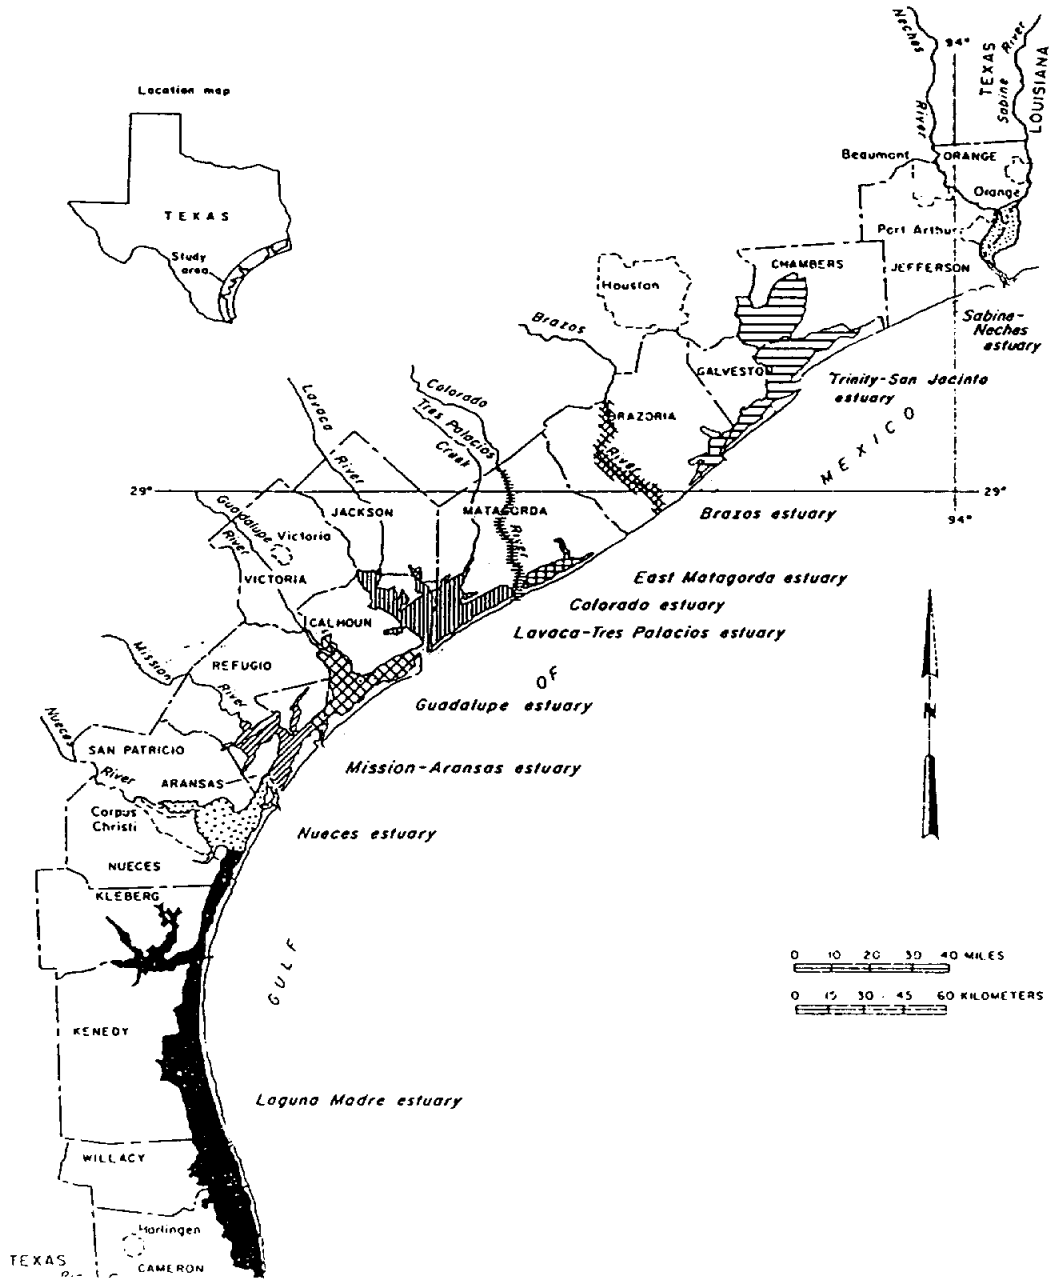 Location map
TEXAS
Study
area
Neches
River
94°
TEXAS
Sabine
River
LOUISIANA
Beaumont
ORANGE
Orange
Port Arthur
CHAMBERS
JEFFERSON
Houston
Sabine-
Neches
estuary
Brazos
GALVESTON
Trinity-San Jacinto
estuary
Lavaca
River
Colorado
Tres Palacios
Creek
BRAZORIA
River
MEXICO
29°
29°
94°
Guadalupe
River
Victoria
JACKSON
MATAGORDA
River
Brazos estuary
VICTORIA
East Matagorda estuary
Colorado estuary
CALHOUN
Lavaca-Tres Palacios estuary
Mission
River
REFUGIO
OF
Guadalupe estuary
N
Nueces
River
SAN PATRICIO
Mission-Aransas estuary
ARANSAS
Corpus
Christi
Nueces estuary
NUECES
KLEBERG
GULF
0 10 20 30 40 MILES
0 15 30 45 60 KILOMETERS
KENEDY
Laguna Madre estuary
WILLACY
Harlingen
TEXAS
CAMERON